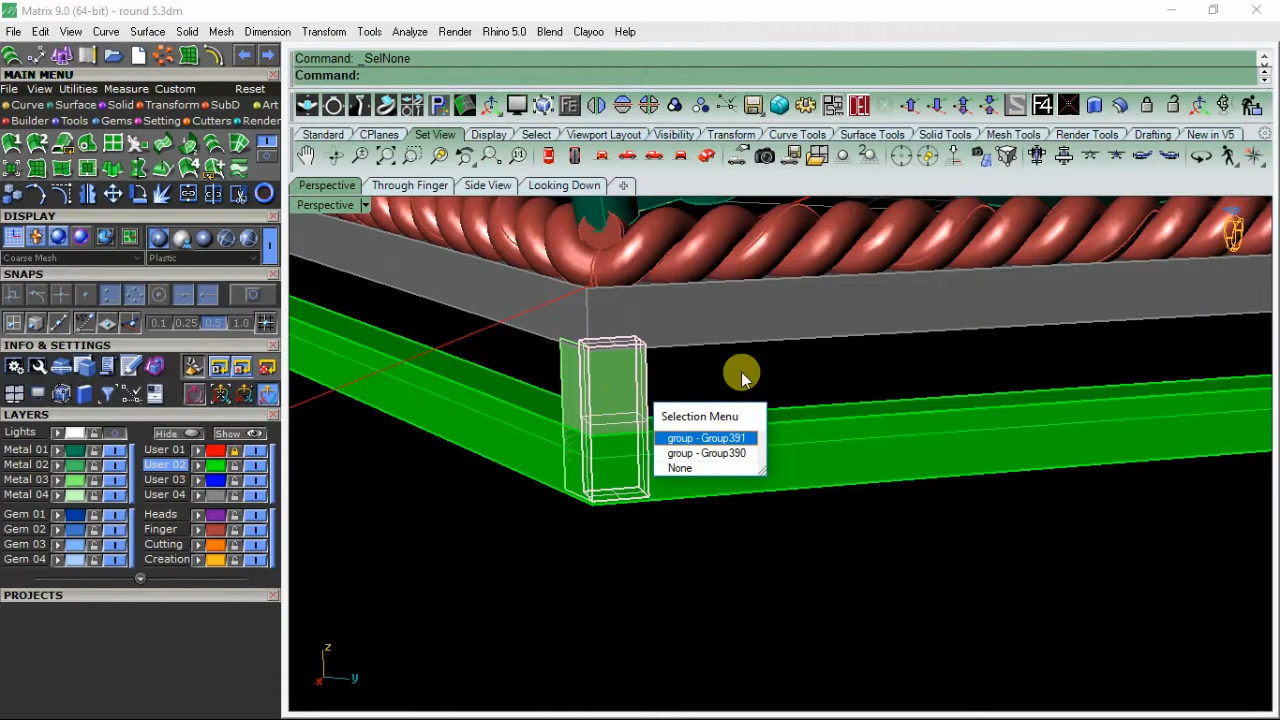 Matrix 9.0 (64-bit) - round 5.3dm
File Edit View Curve Surface Solid Mesh Dimension Transform Tools Analyze Render Rhino 5.0 Blend Clayoo Help
Command: _SelNone
Command:
MAIN MENU
File View Utilities Measure Custom Reset
Curve Surface Solid Transform SubD Art
Builder Tools Gems Setting Cutters Render
Standard CPlanes Set View Display Select Viewport Layout Visibility Transform Curve Tools Surface Tools Solid Tools Mesh Tools Render Tools Drafting New in V5
Perspective Through Finger Side View Looking Down
Perspective
DISPLAY
Coarse Mesh Plastic
SNAPS
0.1 0.25 0.5 1.0
INFO & SETTINGS
LAYERS
Lights Hide Show
Metal 01 User 01
Metal 02 User 02
Metal 03 User 03
Metal 04 User 04
Gem 01 Heads
Gem 02 Finger
Gem 03 Cutting
Gem 04 Creation
PROJECTS
Selection Menu
group - Group391
group - Group390
None
z
x y